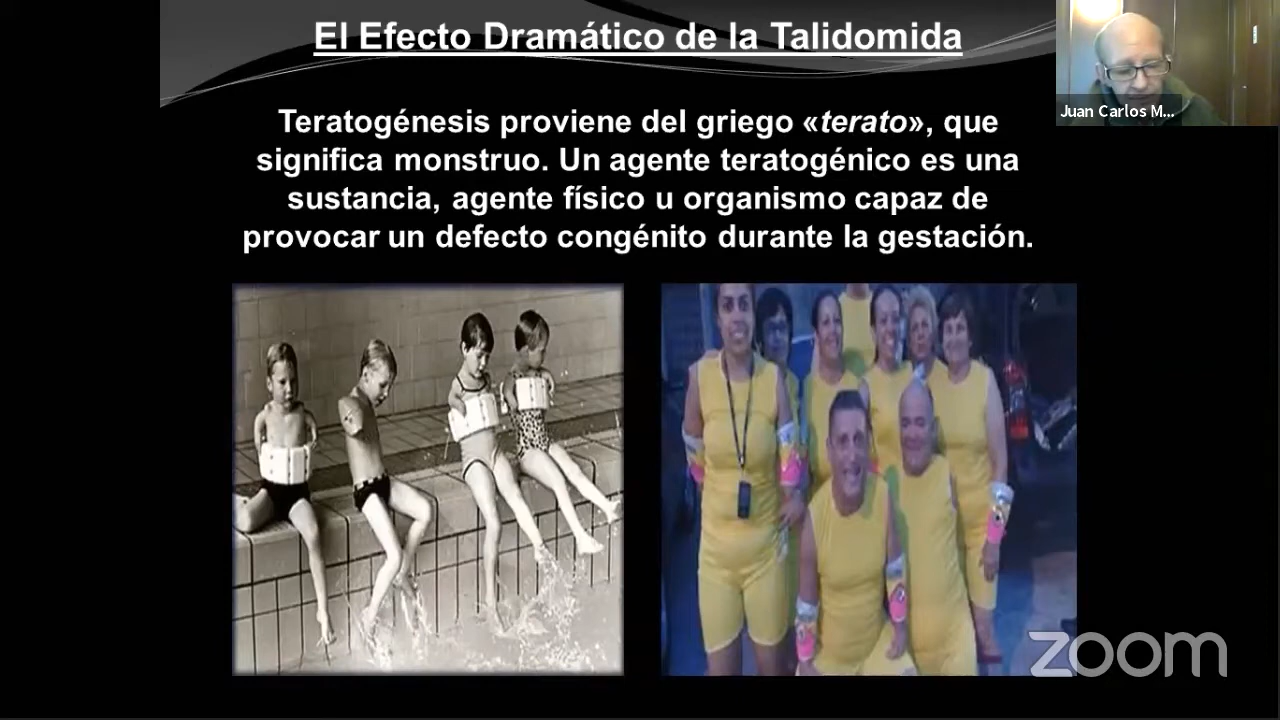 El Efecto Dramático de la Talidomida
Juan Carlos M...
Teratogénesis proviene del griego «terato», que
significa monstruo. Un agente teratogénico es una
sustancia, agente físico u organismo capaz de
provocar un defecto congénito durante la gestación.
zoom